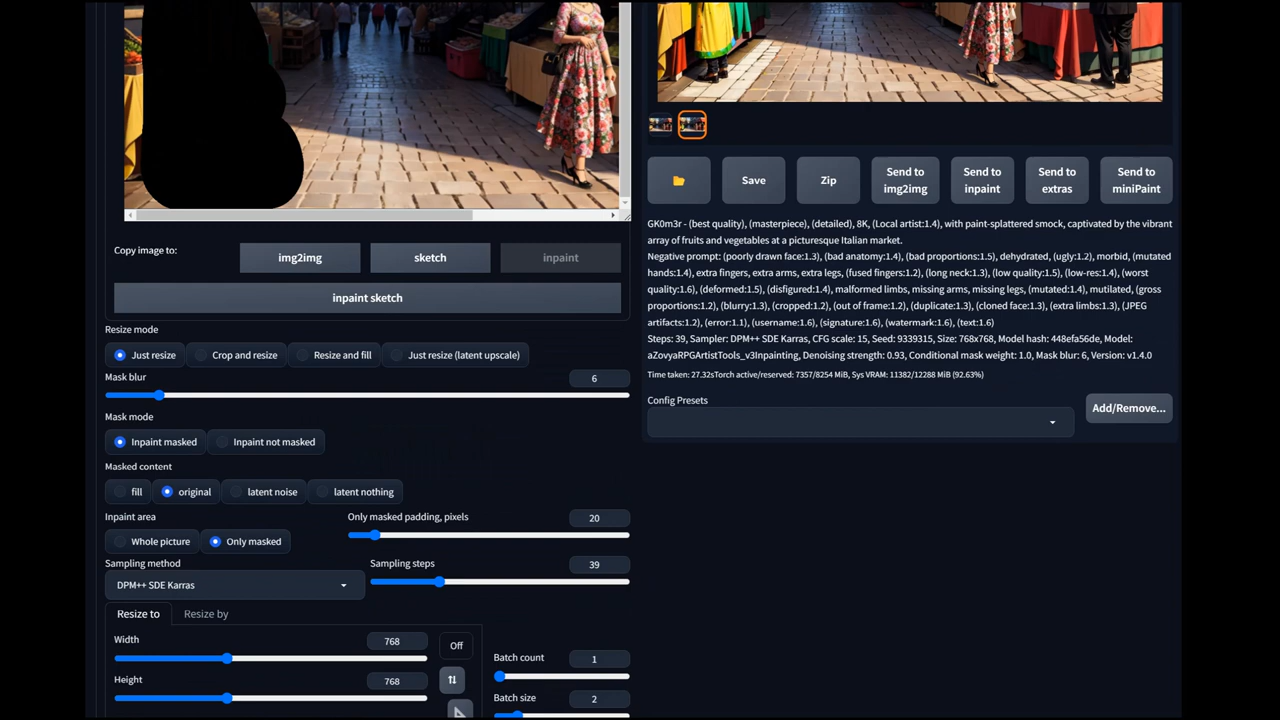 Copy image to:
img2img
sketch
inpaint
inpaint sketch
Resize mode
Just resize
Crop and resize
Resize and fill
Just resize (latent upscale)
Mask blur
6
Mask mode
Inpaint masked
Inpaint not masked
Masked content
fill
original
latent noise
latent nothing
Inpaint area
Whole picture
Only masked
Only masked padding, pixels
20
Sampling method
DPM++ SDE Karras
Sampling steps
39
Resize to
Resize by
Width
768
Off
Height
768
Batch count
1
Batch size
2
Save
Zip
Send to
img2img
Send to
inpaint
Send to
extras
Send to
miniPaint
GK0m3r - (best quality), (masterpiece), (detailed), 8K, (Local artist:1.4), with paint-splattered smock, captivated by the vibrant
array of fruits and vegetables at a picturesque Italian market.
Negative prompt: (poorly drawn face:1.3), (bad anatomy:1.4), (bad proportions:1.5), dehydrated, (ugly:1.2), morbid, (mutated
hands:1.4), extra fingers, extra arms, extra legs, (fused fingers:1.2), (long neck:1.3), (low quality:1.5), (low-res:1.4), (worst
quality:1.6), (deformed:1.5), (disfigured:1.4), malformed limbs, missing arms, missing legs, (mutated:1.4), mutilated, (gross
proportions:1.2), (blurry:1.3), (cropped:1.2), (out of frame:1.2), (duplicate:1.3), (cloned face:1.3), (extra limbs:1.3), (JPEG
artifacts:1.2), (error:1.1), (username:1.6), (signature:1.6), (watermark:1.6), (text:1.6)
Steps: 39, Sampler: DPM++ SDE Karras, CFG scale: 15, Seed: 9339315, Size: 768x768, Model hash: 448efa56de, Model:
aZovyaRPGArtistTools_v3Inpainting, Denoising strength: 0.93, Conditional mask weight: 1.0, Mask blur: 6, Version: v1.4.0
Time taken: 27.32sTorch active/reserved: 7357/8254 MiB, Sys VRAM: 11382/12288 MiB (92.63%)
Config Presets
Add/Remove...